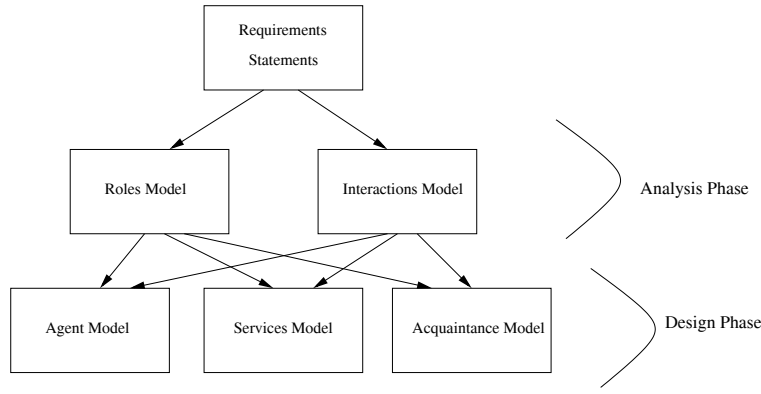 Requirements
Statements
Roles Model
Interactions Model
Analysis Phase
Agent Model
Services Model
Acquaintance Model
Design Phase